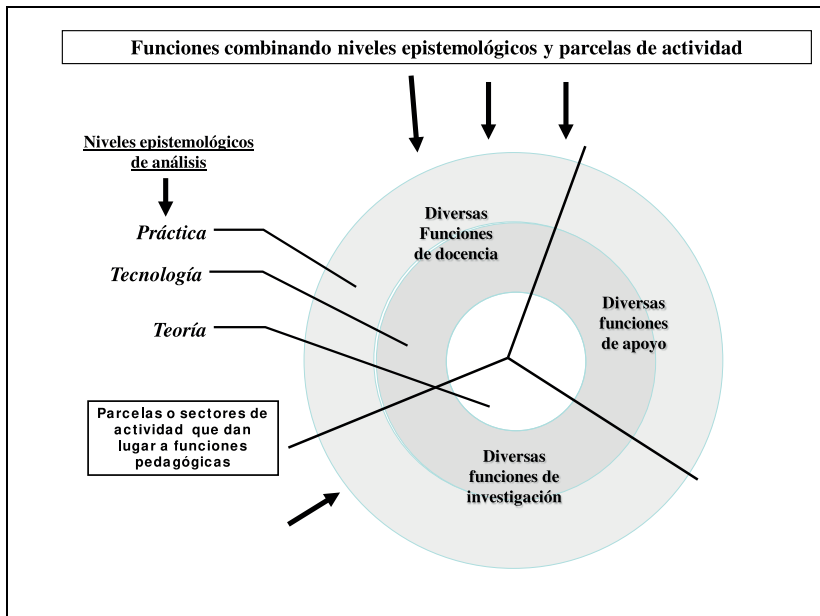 Funciones combinando niveles epistemológicos y parcelas de actividad
Niveles epistemológicos
de análisis
Práctica
Tecnología
Teoría
Diversas
Funciones
de docencia
Diversas
funciones
de apoyo
Parcelas o sectores de
actividad que dan
lugar a funciones
pedagógicas
Diversas
funciones de
investigación